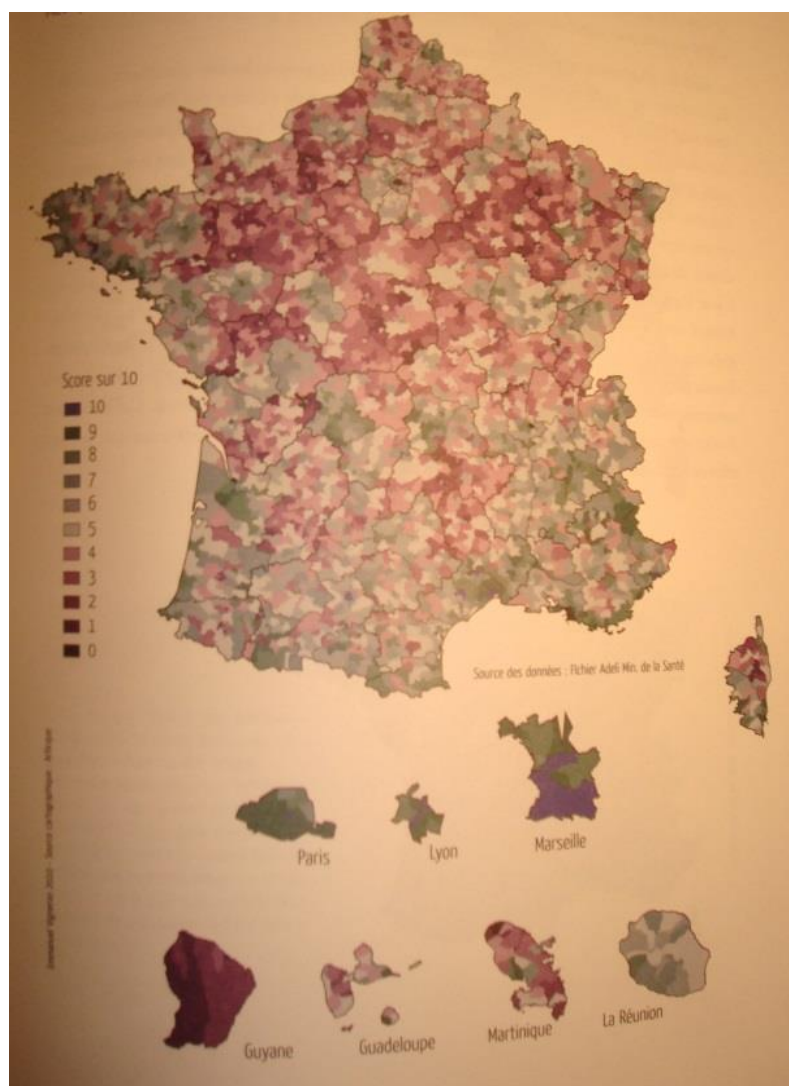 Score sur 10
10
9
8
7
6
5
4
3
2
1
0
Source des données : Fichier Adeli Min. de la Santé
Paris
Lyon
Marseille
Guyane
Guadeloupe
Martinique
La Réunion